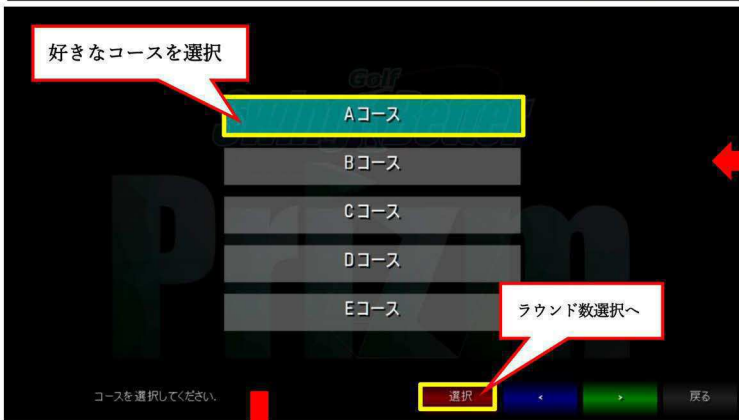 好きなコースを選択
Golf
Prizm
Aコース
Bコース
Cコース
Dコース
Eコース
ラウンド数選択へ
コースを選択してください.
選択
<
>
戻る